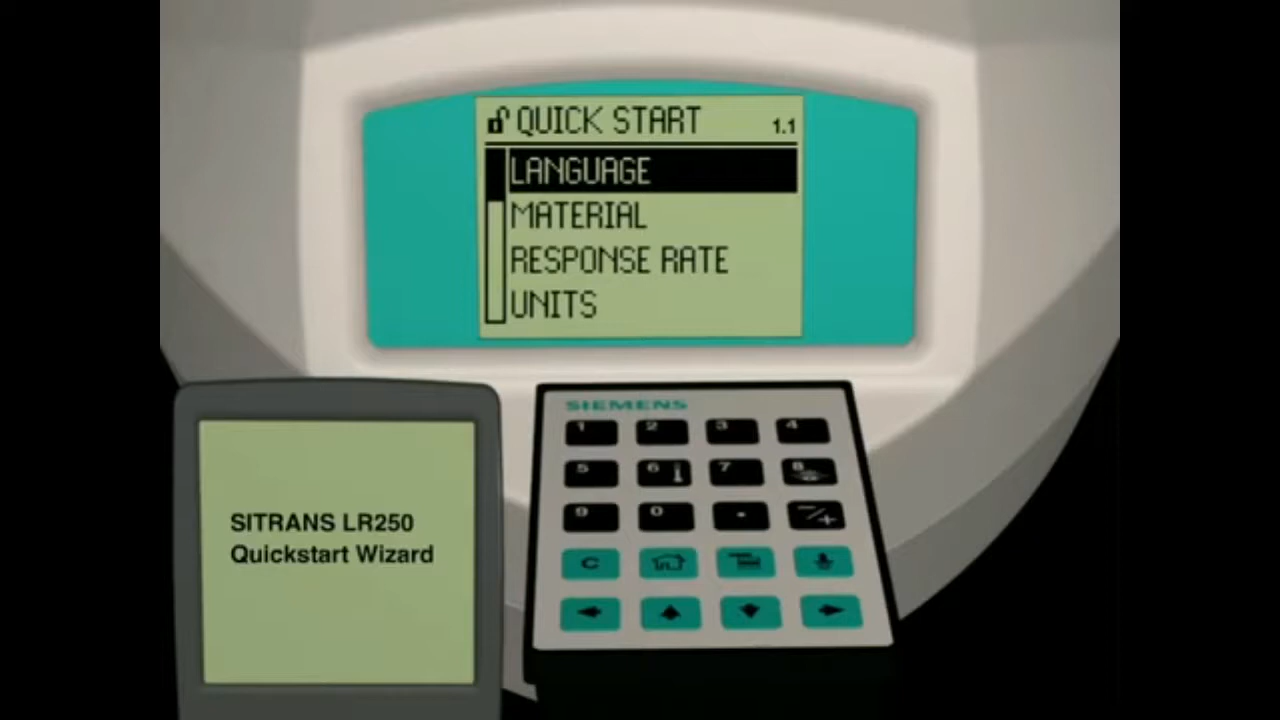 QUICK START 1.1
LANGUAGE
MATERIAL
RESPONSE RATE
UNITS
SITRANS LR250
Quickstart Wizard
SIEMENS
1 2 3 4
5 6 7 8
9 0 . -/+
C